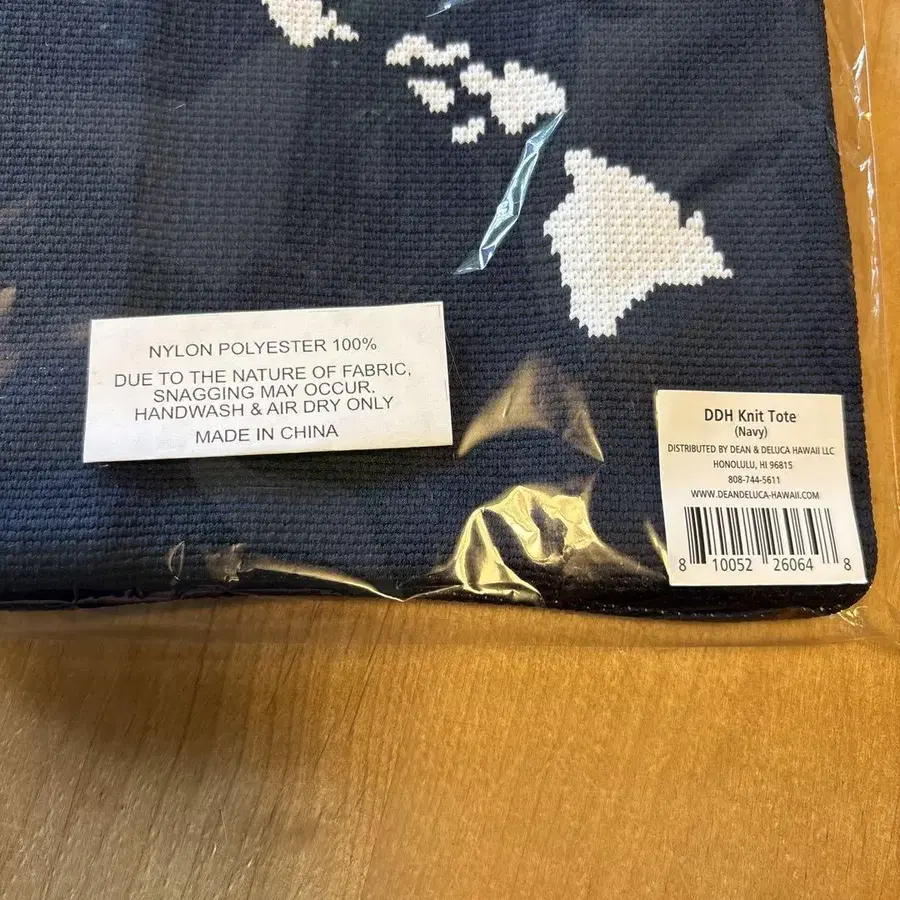 NYLON POLYESTER 100%
DUE TO THE NATURE OF FABRIC,
SNAGGING MAY OCCUR.
HANDWASH & AIR DRY ONLY
MADE IN CHINA
DDH Knit Tote
(Navy)
DISTRIBUTED BY DEAN & DELUCA HAWAII LLC
HONOLULU, HI 96815
808-744-5611
WWW.DEANDELUCA-HAWAII.COM
8 10052 26064 8